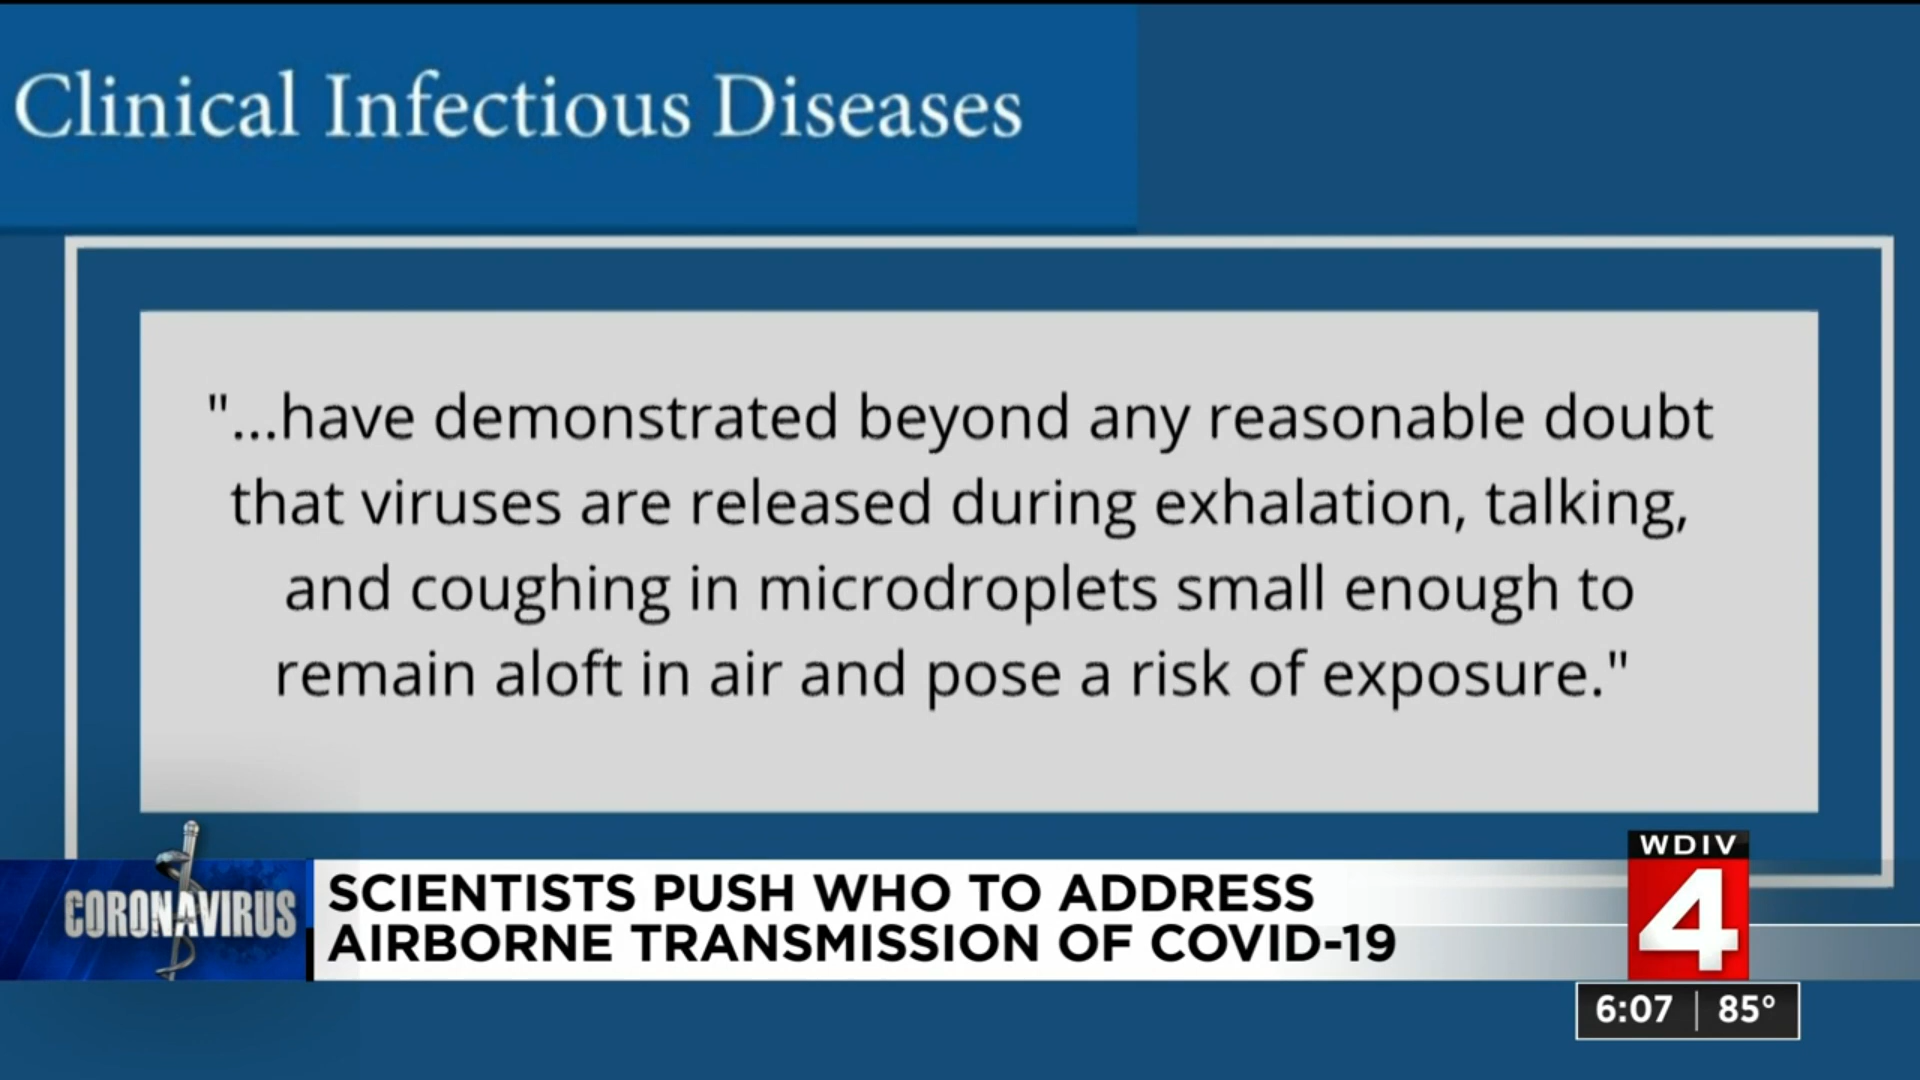 Clinical Infectious Diseases
"...have demonstrated beyond any reasonable doubt
that viruses are released during exhalation, talking,
and coughing in microdroplets small enough to
remain aloft in air and pose a risk of exposure."
CORONAVIRUS
SCIENTISTS PUSH WHO TO ADDRESS
AIRBORNE TRANSMISSION OF COVID-19
WDIV
4
6:07 | 85°